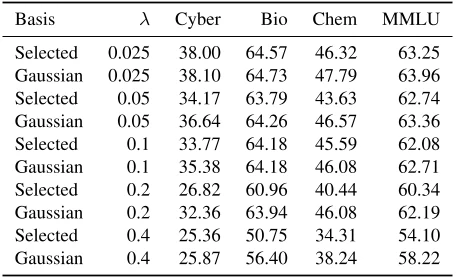 Basis λ Cyber Bio Chem MMLU
Selected 0.025 38.00 64.57 46.32 63.25
Gaussian 0.025 38.10 64.73 47.79 63.96
Selected 0.05 34.17 63.79 43.63 62.74
Gaussian 0.05 36.64 64.26 46.57 63.36
Selected 0.1 33.77 64.18 45.59 62.08
Gaussian 0.1 35.38 64.18 46.08 62.71
Selected 0.2 26.82 60.96 40.44 60.34
Gaussian 0.2 32.36 63.94 46.08 62.19
Selected 0.4 25.36 50.75 34.31 54.10
Gaussian 0.4 25.87 56.40 38.24 58.22